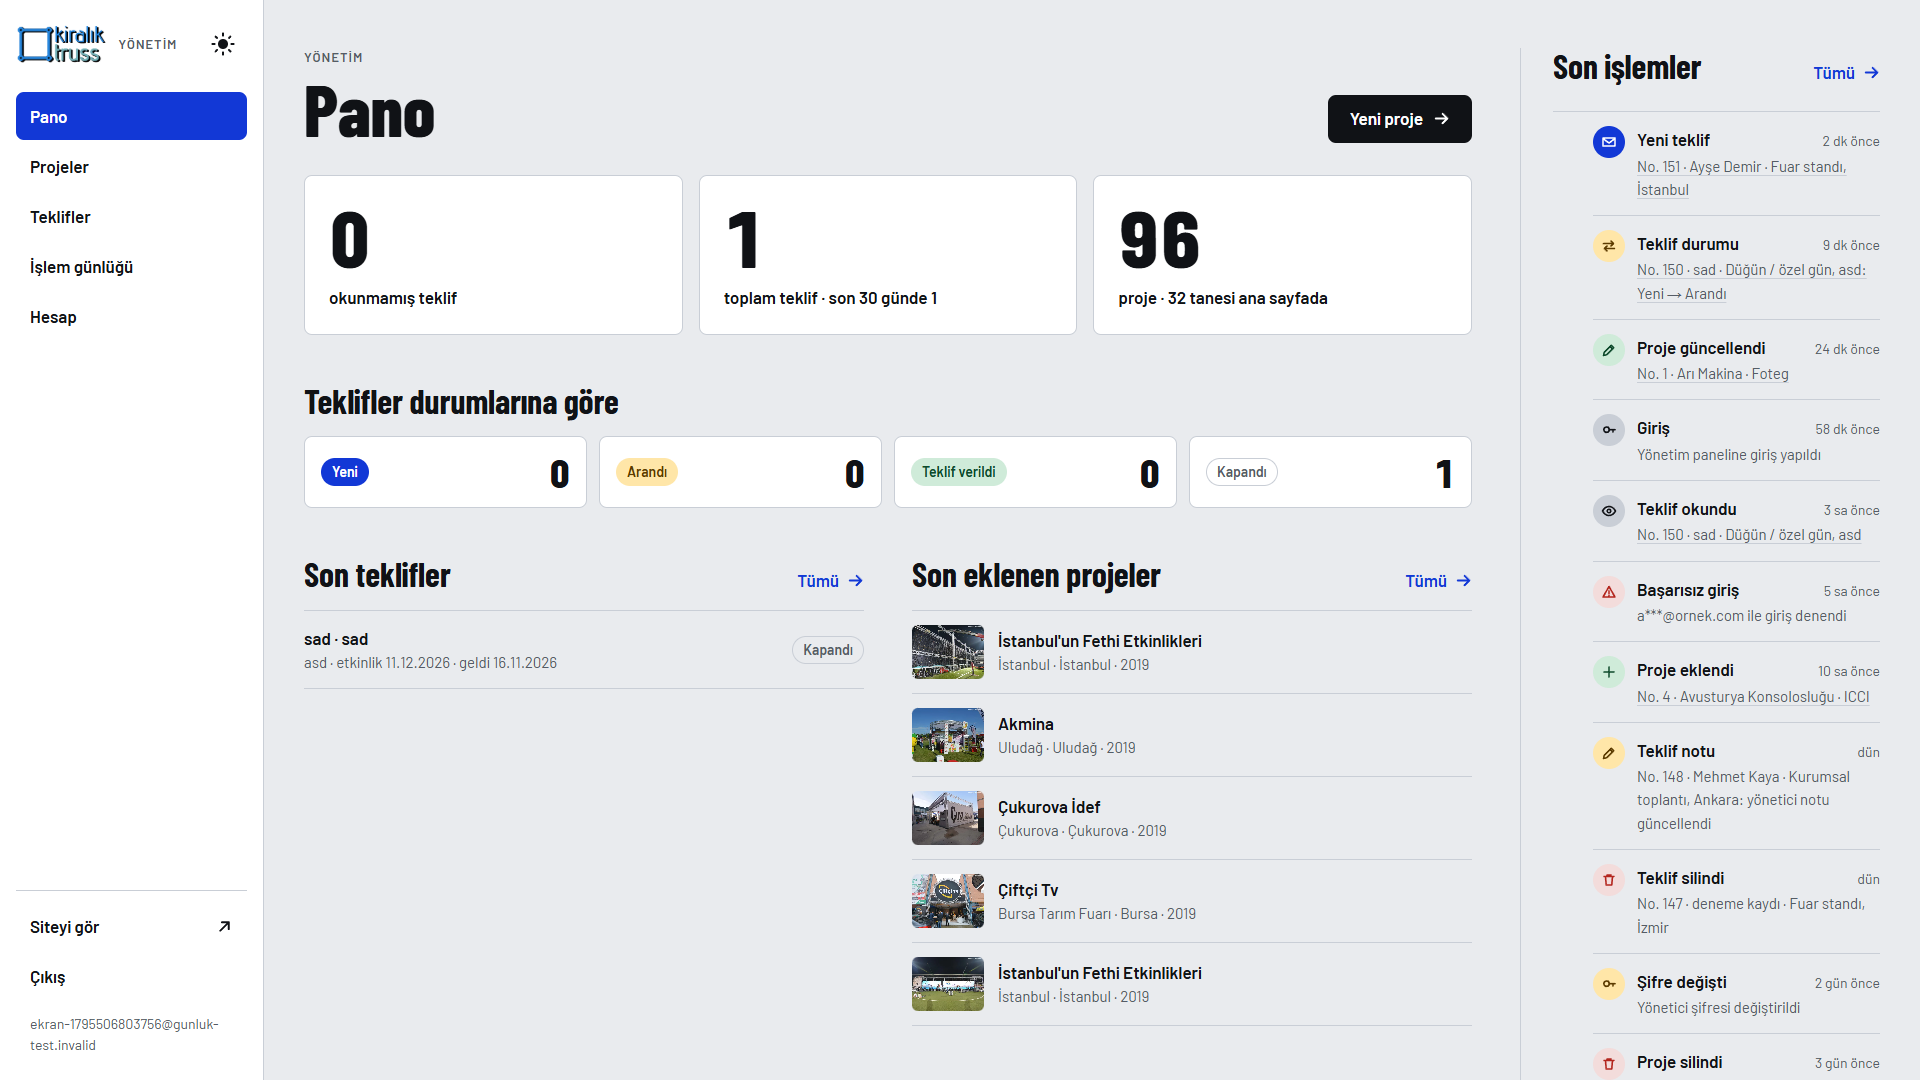 kiralık
truss
YÖNETİM
Pano
Projeler
Teklifler
İşlem günlüğü
Hesap
Siteyi gör
Çıkış
ekran-1795506803756@gunluk-
test.invalid
YÖNETİM
Pano
Yeni proje
0
okunmamış teklif
1
toplam teklif · son 30 günde 1
96
proje · 32 tanesi ana sayfada
Teklifler durumlarına göre
Yeni 0
Arandı 0
Teklif verildi 0
Kapandı 1
Son teklifler
Tümü →
sad · sad
asd · etkinlik 11.12.2026 · geldi 16.11.2026
Kapandı
Son eklenen projeler
Tümü →
İstanbul'un Fethi Etkinlikleri
İstanbul · İstanbul · 2019
Akmina
Uludağ · Uludağ · 2019
Çukurova İdef
Çukurova · Çukurova · 2019
Çiftçi Tv
Bursa Tarım Fuarı · Bursa · 2019
İstanbul'un Fethi Etkinlikleri
İstanbul · İstanbul · 2019
Son işlemler
Tümü →
Yeni teklif 2 dk önce
No. 151 · Ayşe Demir · Fuar standı,
İstanbul
Teklif durumu 9 dk önce
No. 150 · sad · Düğün / özel gün, asd:
Yeni → Arandı
Proje güncellendi 24 dk önce
No. 1 · Arı Makina · Foteg
Giriş 58 dk önce
Yönetim paneline giriş yapıldı
Teklif okundu 3 sa önce
No. 150 · sad · Düğün / özel gün, asd
Başarısız giriş 5 sa önce
a***@ornek.com ile giriş denendi
Proje eklendi 10 sa önce
No. 4 · Avusturya Konsolosluğu · ICCI
Teklif notu dün
No. 148 · Mehmet Kaya · Kurumsal
toplantı, Ankara: yönetici notu
güncellendi
Teklif silindi dün
No. 147 · deneme kaydı · Fuar standı,
İzmir
Şifre değişti 2 gün önce
Yönetici şifresi değiştirildi
Proje silindi 3 gün önce